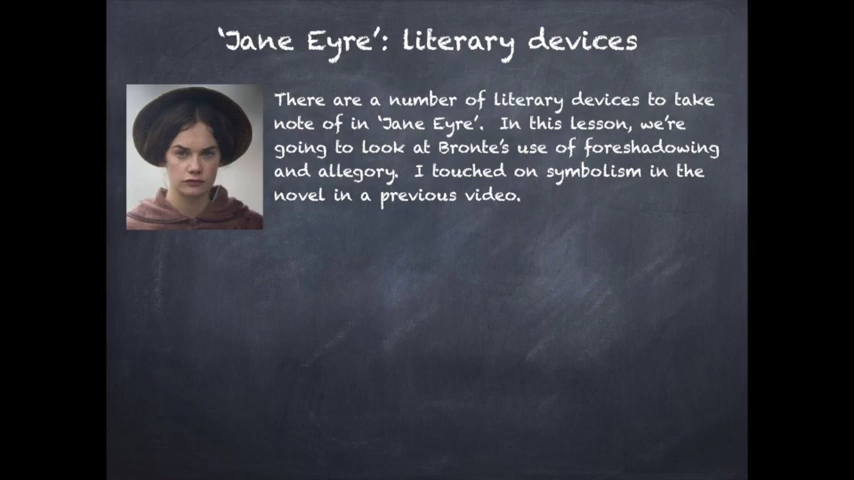 ‘Jane Eyre’: literary devices
There are a number of literary devices to take
note of in ‘Jane Eyre’. In this lesson, we’re
going to look at Bronte’s use of foreshadowing
and allegory. I touched on symbolism in the
novel in a previous video.